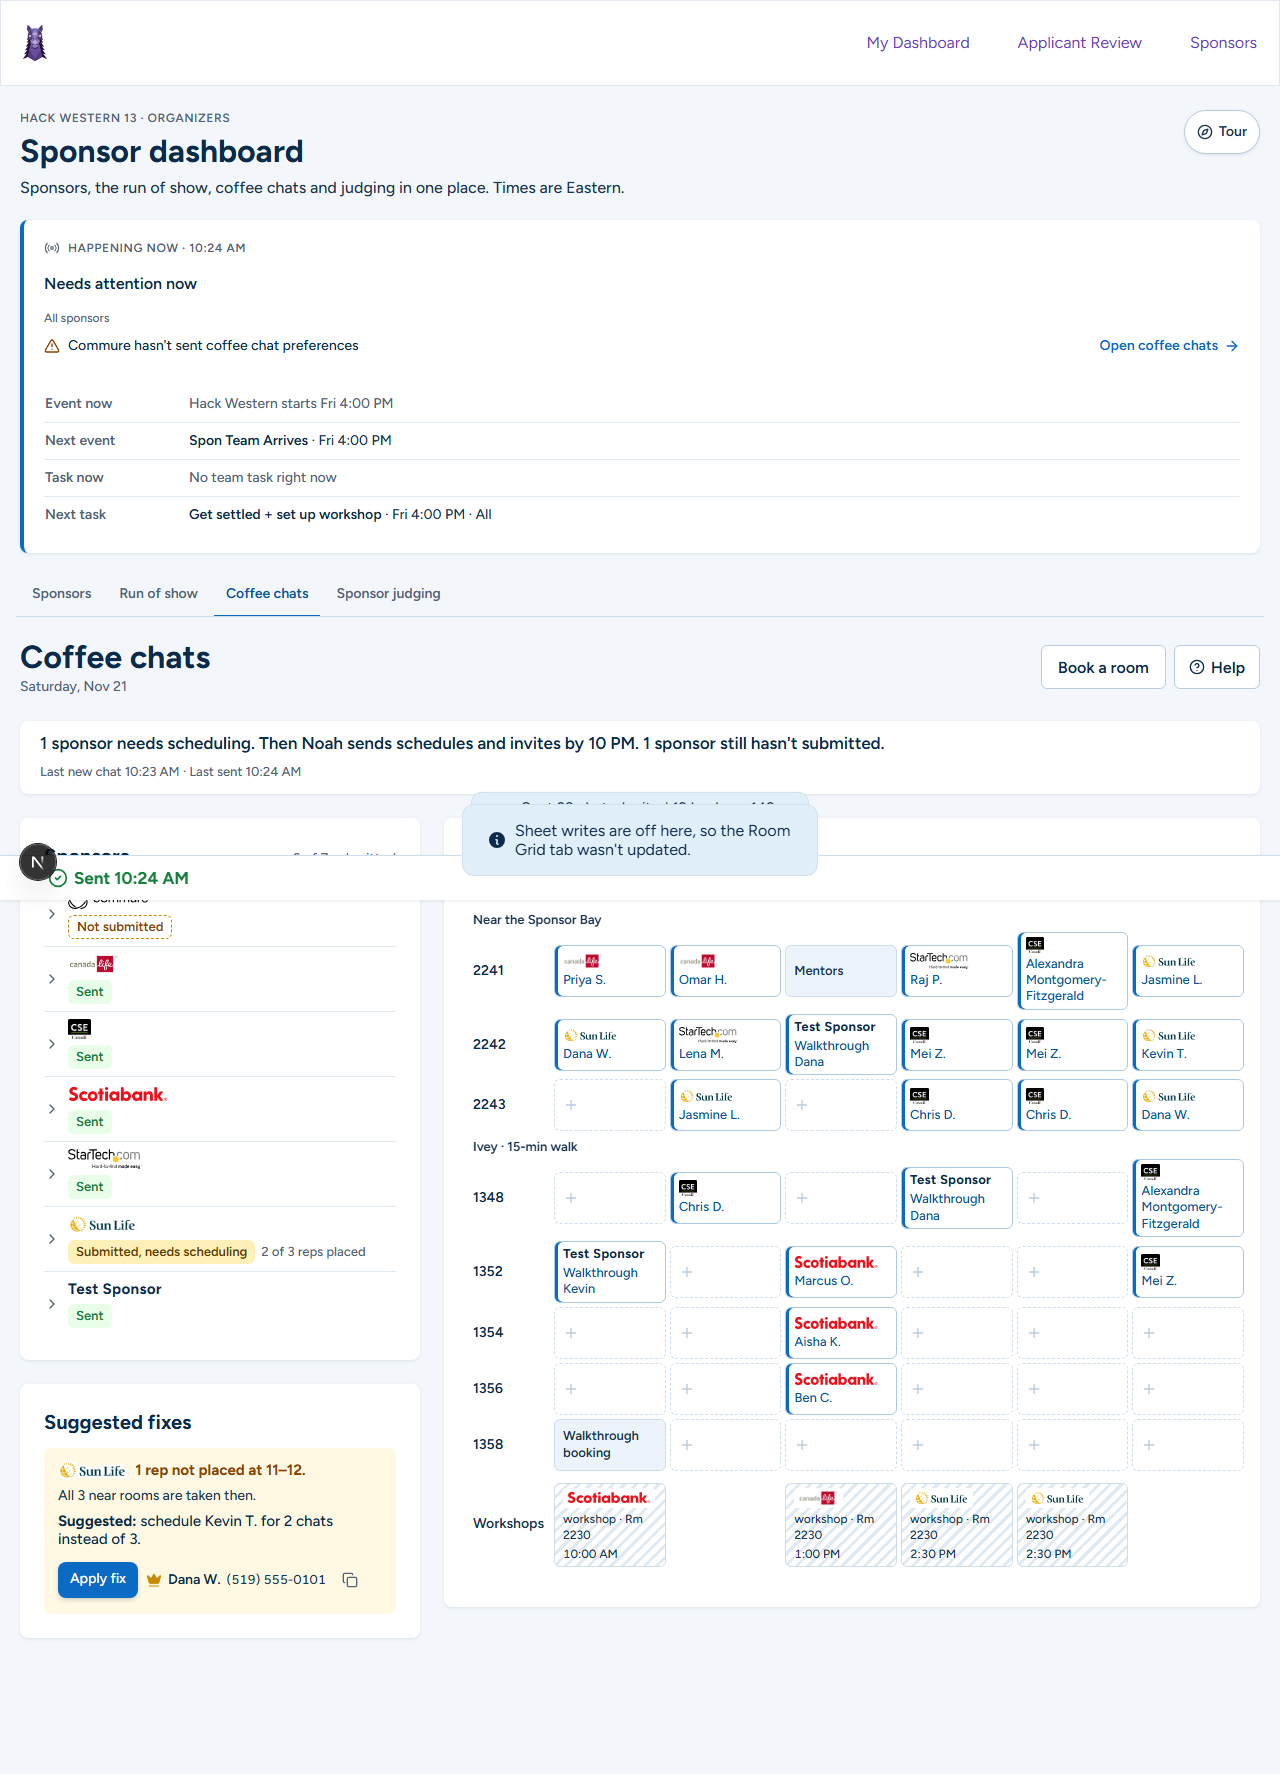 My Dashboard
Applicant Review
Sponsors
HACK WESTERN 13 · ORGANIZERS
Sponsor dashboard
Tour
Sponsors, the run of show, coffee chats and judging in one place. Times are Eastern.
HAPPENING NOW · 10:24 AM
Needs attention now
All sponsors
Commure hasn't sent coffee chat preferences
Open coffee chats
Event now
Hack Western starts Fri 4:00 PM
Next event
Spon Team Arrives · Fri 4:00 PM
Task now
No team task right now
Next task
Get settled + set up workshop · Fri 4:00 PM · All
Sponsors
Run of show
Coffee chats
Sponsor judging
Coffee chats
Saturday, Nov 21
Book a room
Help
1 sponsor needs scheduling. Then Noah sends schedules and invites by 10 PM. 1 sponsor still hasn't submitted.
Last new chat 10:23 AM · Last sent 10:24 AM
Sheet writes are off here, so the Room
Grid tab wasn't updated.
N
Sent 10:24 AM
Not submitted
canada life
Sent
CSE
Sent
Scotiabank
Sent
StarTech.com
Hard-to-find made easy
Sent
Sun Life
Submitted, needs scheduling
2 of 3 reps placed
Test Sponsor
Sent
Suggested fixes
Sun Life
1 rep not placed at 11–12.
All 3 near rooms are taken then.
Suggested: schedule Kevin T. for 2 chats
instead of 3.
Apply fix
Dana W.
(519) 555-0101
Near the Sponsor Bay
2241
canada life
Priya S.
canada life
Omar H.
Mentors
StarTech.com
Raj P.
CSE
Alexandra
Montgomery-
Fitzgerald
Sun Life
Jasmine L.
2242
Sun Life
Dana W.
StarTech.com
Lena M.
Test Sponsor
Walkthrough
Dana
CSE
Mei Z.
CSE
Mei Z.
Sun Life
Kevin T.
2243
Sun Life
Jasmine L.
CSE
Chris D.
CSE
Chris D.
Sun Life
Dana W.
Ivey · 15-min walk
1348
CSE
Chris D.
Test Sponsor
Walkthrough
Dana
CSE
Alexandra
Montgomery-
Fitzgerald
1352
Test Sponsor
Walkthrough
Kevin
Scotiabank
Marcus O.
CSE
Mei Z.
1354
Scotiabank
Aisha K.
1356
Scotiabank
Ben C.
1358
Walkthrough
booking
Workshops
Scotiabank
workshop · Rm
2230
10:00 AM
canada life
workshop · Rm
2230
1:00 PM
Sun Life
workshop · Rm
2230
2:30 PM
Sun Life
workshop · Rm
2230
2:30 PM